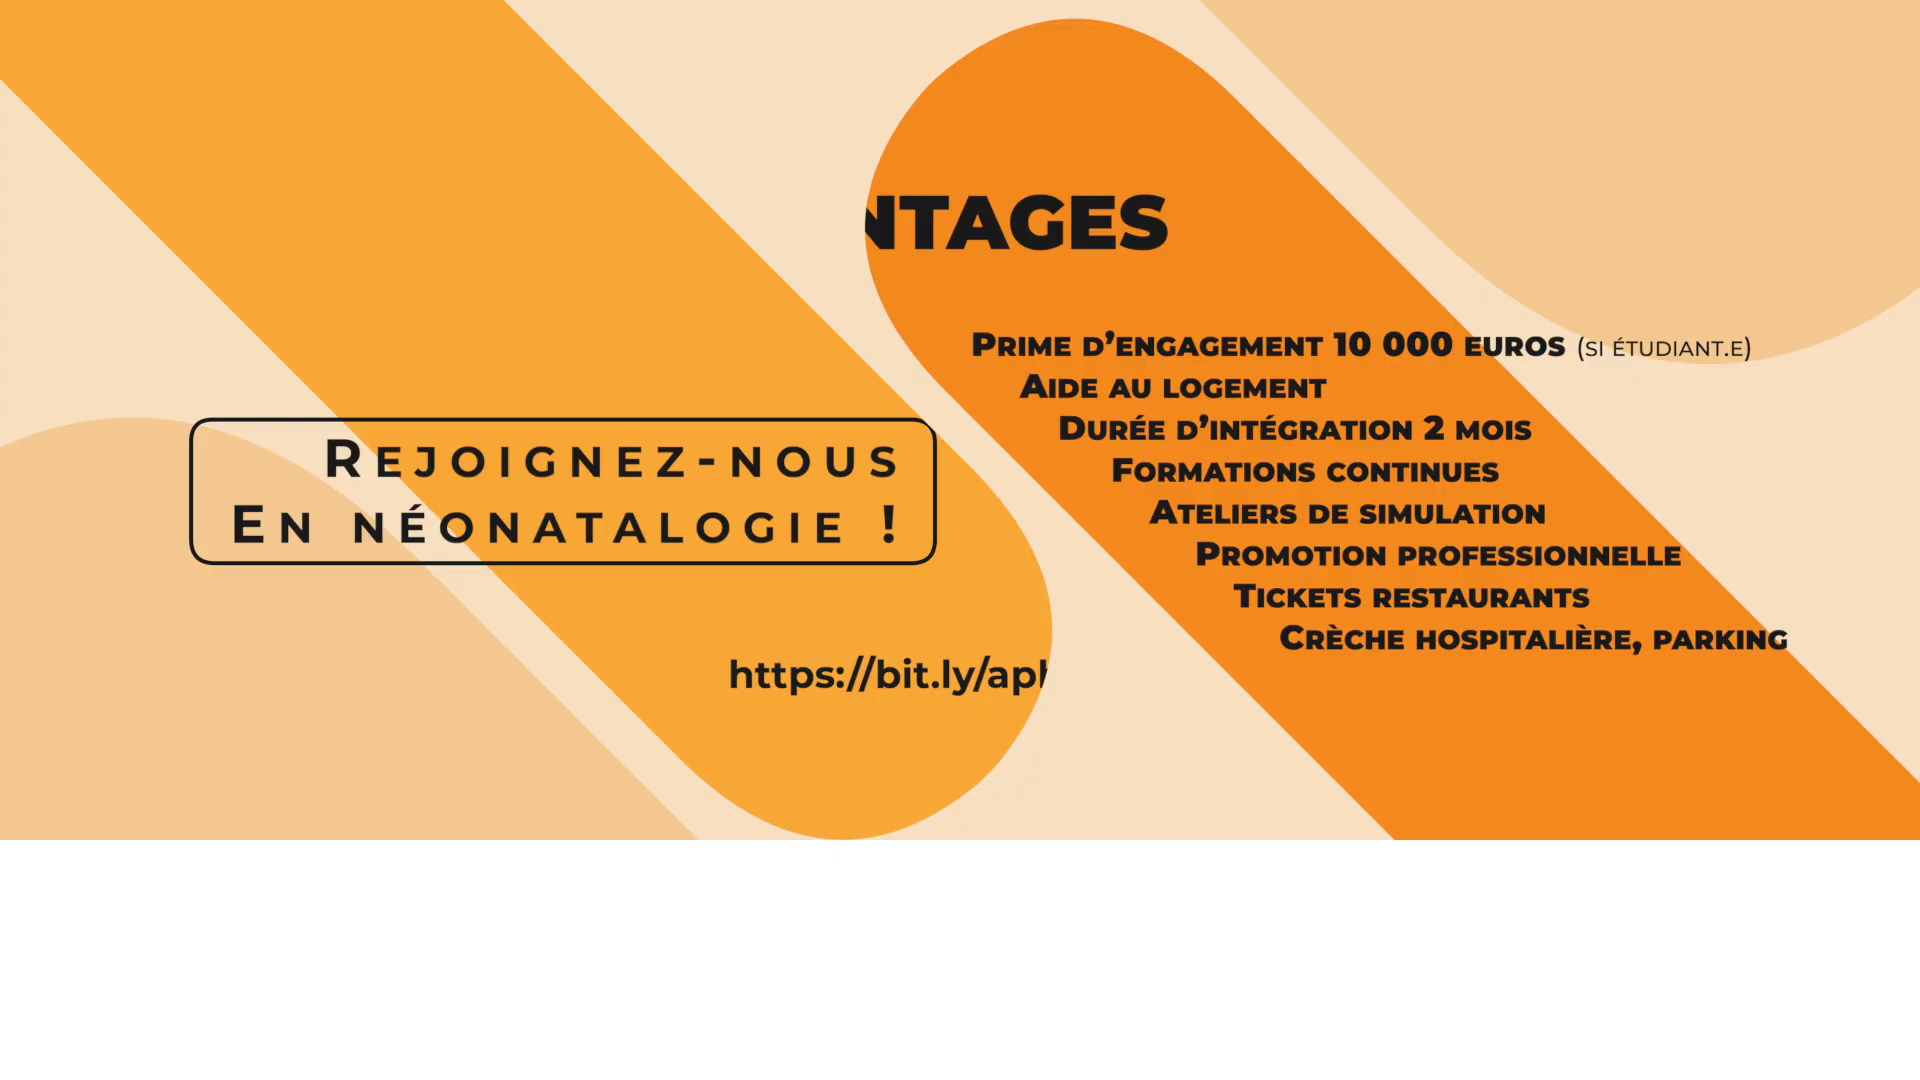 Rejoignez-nous
En néonatalogie !
https://bit.ly/aph
NTAGES
Prime d'engagement 10 000 euros (si étudiant.e)
Aide au logement
Durée d'intégration 2 mois
Formations continues
Ateliers de simulation
Promotion professionnelle
Tickets restaurants
Crèche hospitalière, parking